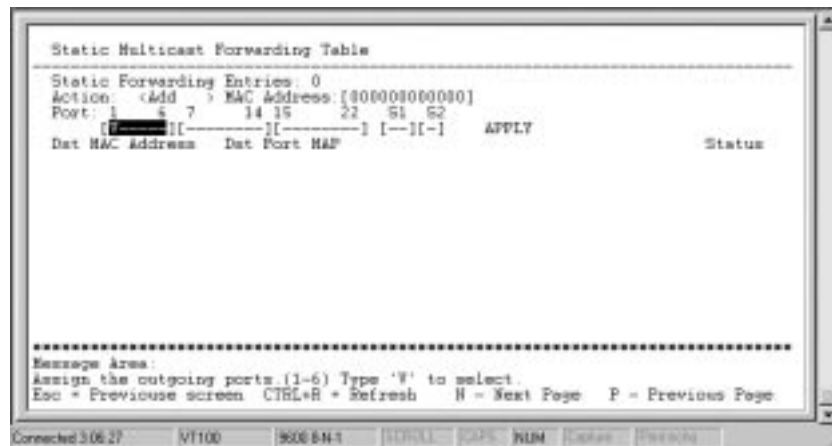 Static Multicast Forwarding Table
Static Forwarding Entries: 0
Action: <Add > MAC Address:[000000000000]
Port: 1 6 7 14 15 22 S1 S2
[V-----][--------][--------] [--][-] APPLY
Dst MAC Address Dst Port MAP Status
Message Area:
Assign the outgoing ports.(1-6) Type 'V' to select.
Esc = Previouse screen CTRL+R = Refresh N - Next Page P - Previous Page
Connected 3:06:27 VT100 9600 8-N-1 SCROLL CAPS NUM Capture Print echo